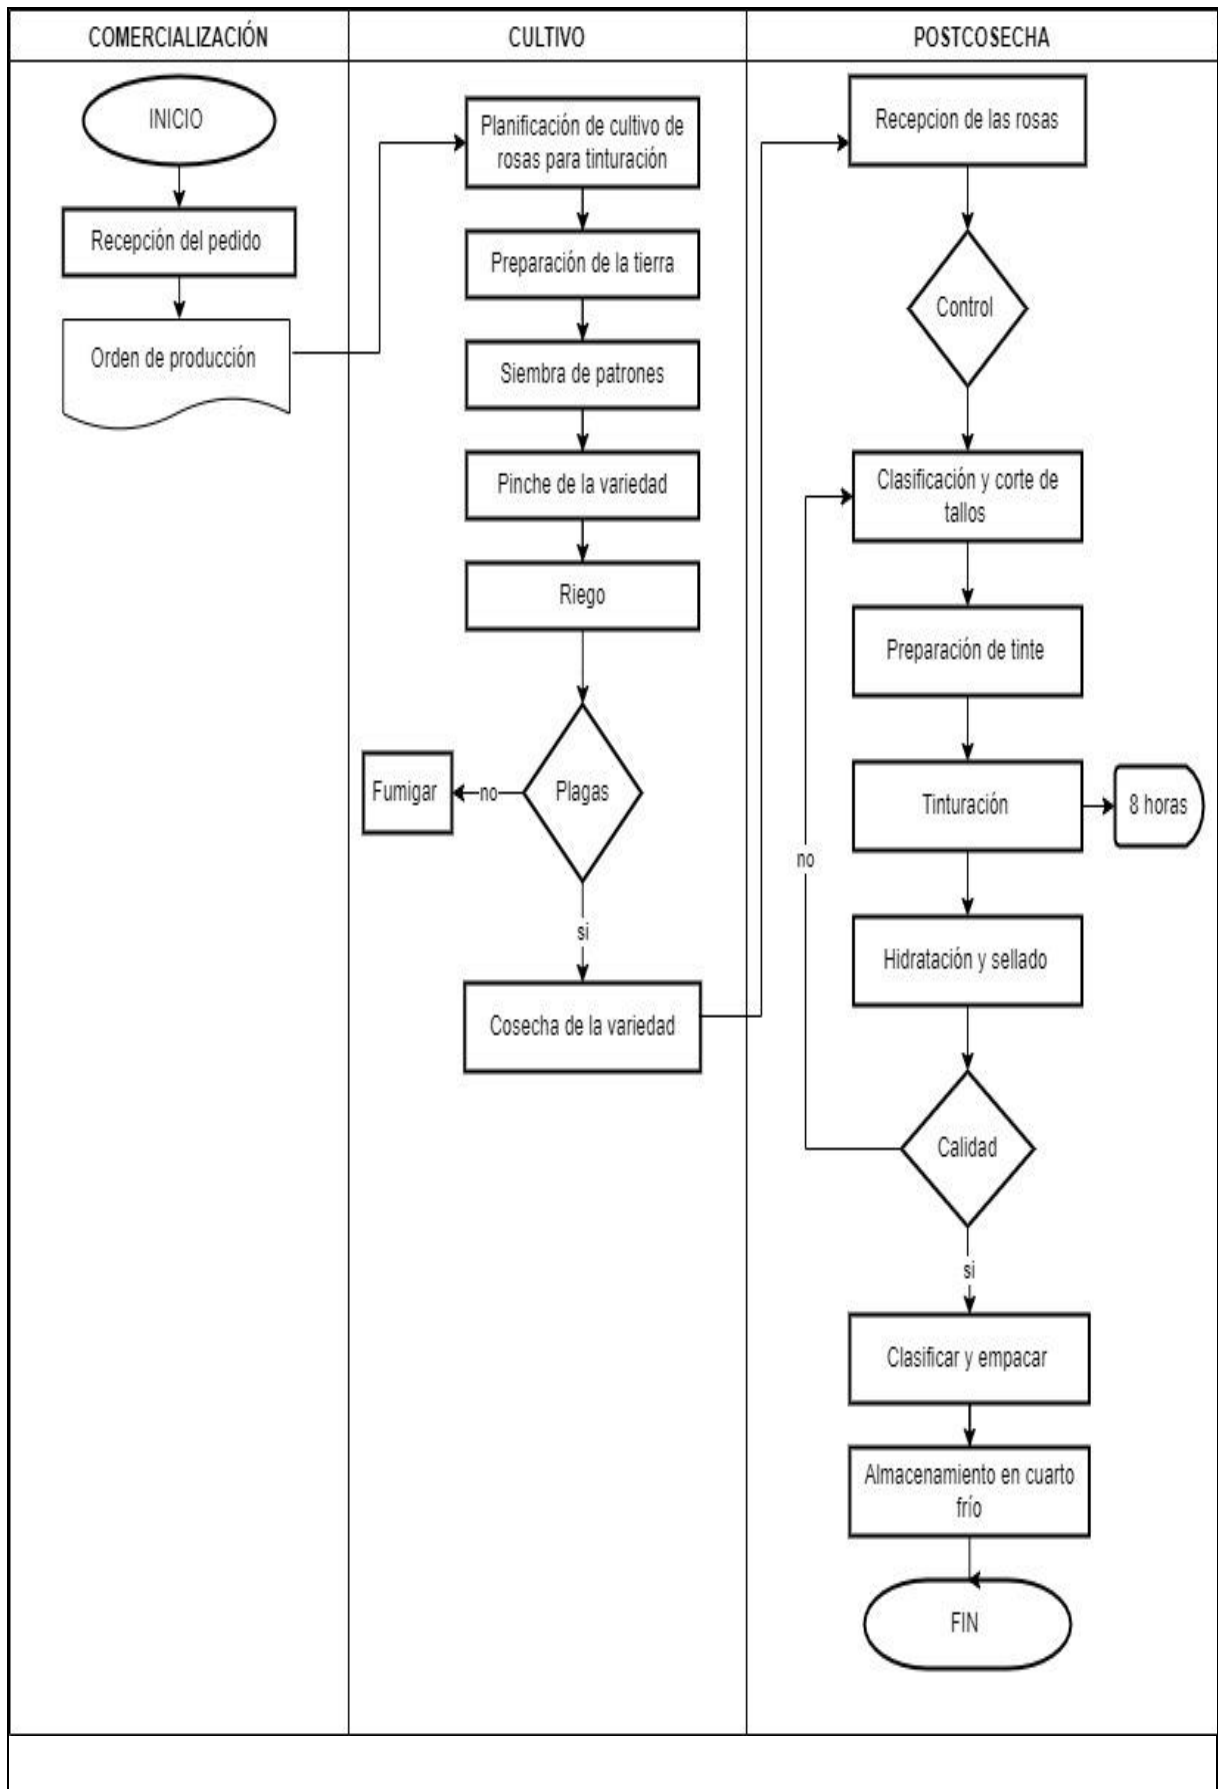 COMERCIALIZACIÓN
INICIO
Recepción del pedido
Orden de producción
CULTIVO
Planificación de cultivo de
rosas para tinturación
Preparación de la tierra
Siembra de patrones
Pinche de la variedad
Riego
Plagas
no
Fumigar
si
Cosecha de la variedad
POSTCOSECHA
Recepcion de las rosas
Control
Clasificación y corte de
tallos
Preparación de tinte
Tinturación
8 horas
Hidratación y sellado
Calidad
no
si
Clasificar y empacar
Almacenamiento en cuarto
frío
FIN